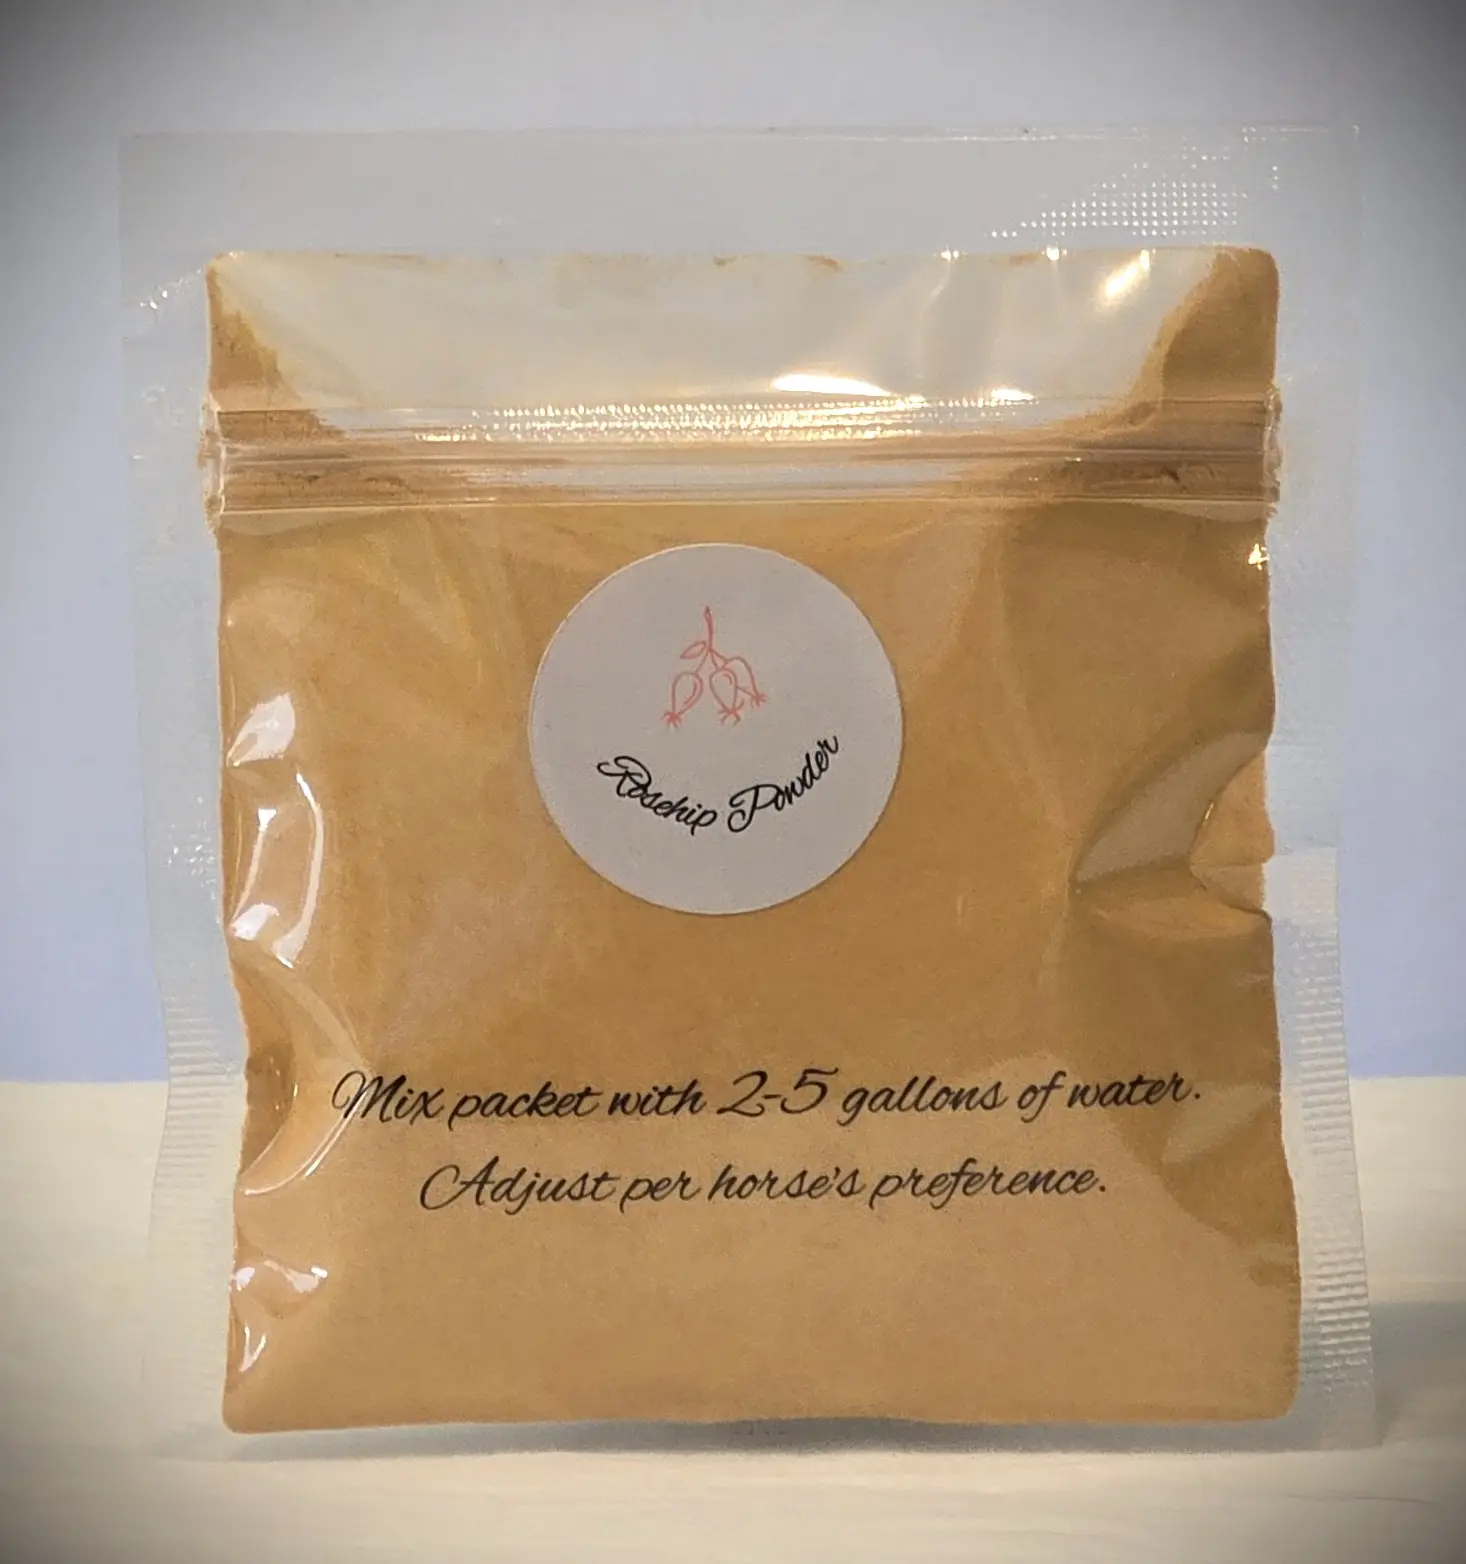 Rosehip Powder
Mix packet with 2-5 gallons of water.
Adjust per horse's preference.